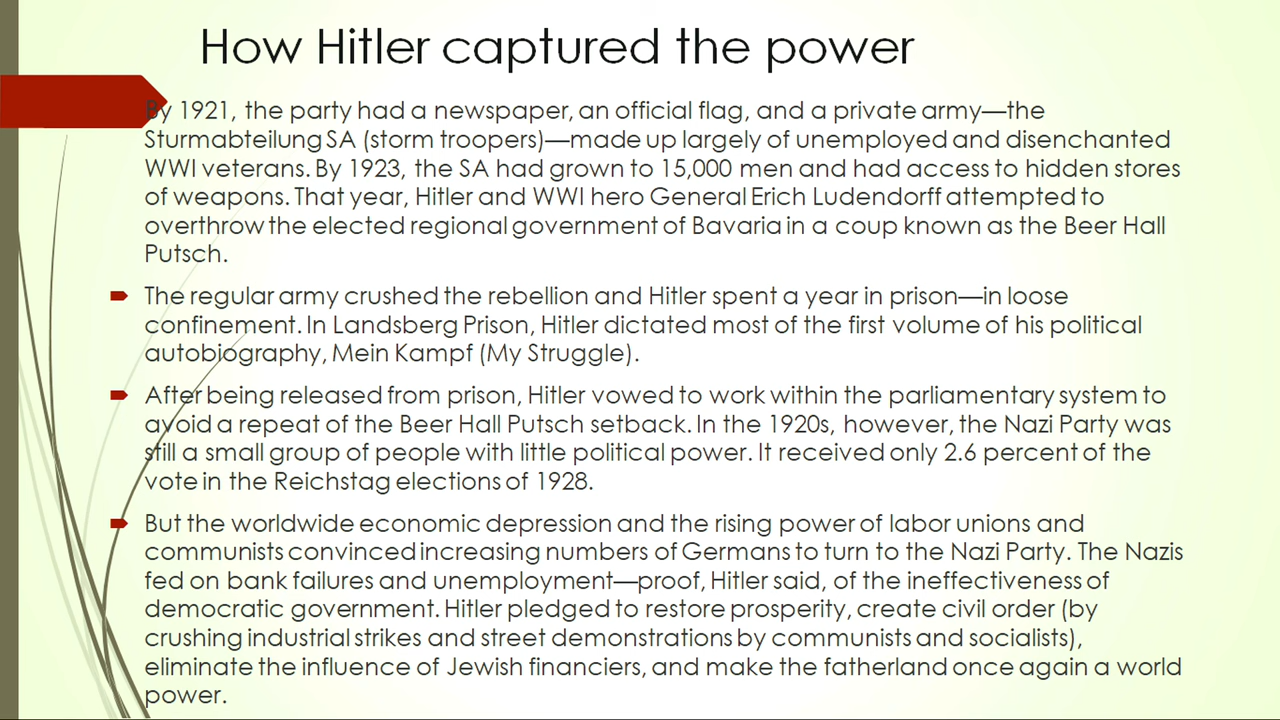 How Hitler captured the power
By 1921, the party had a newspaper, an official flag, and a private army—the
Sturmabteilung SA (storm troopers)—made up largely of unemployed and disenchanted
WWI veterans. By 1923, the SA had grown to 15,000 men and had access to hidden stores
of weapons. That year, Hitler and WWI hero General Erich Ludendorff attempted to
overthrow the elected regional government of Bavaria in a coup known as the Beer Hall
Putsch.
The regular army crushed the rebellion and Hitler spent a year in prison—in loose
confinement. In Landsberg Prison, Hitler dictated most of the first volume of his political
autobiography, Mein Kampf (My Struggle).
After being released from prison, Hitler vowed to work within the parliamentary system to
avoid a repeat of the Beer Hall Putsch setback. In the 1920s, however, the Nazi Party was
still a small group of people with little political power. It received only 2.6 percent of the
vote in the Reichstag elections of 1928.
But the worldwide economic depression and the rising power of labor unions and
communists convinced increasing numbers of Germans to turn to the Nazi Party. The Nazis
fed on bank failures and unemployment—proof, Hitler said, of the ineffectiveness of
democratic government. Hitler pledged to restore prosperity, create civil order (by
crushing industrial strikes and street demonstrations by communists and socialists),
eliminate the influence of Jewish financiers, and make the fatherland once again a world
power.